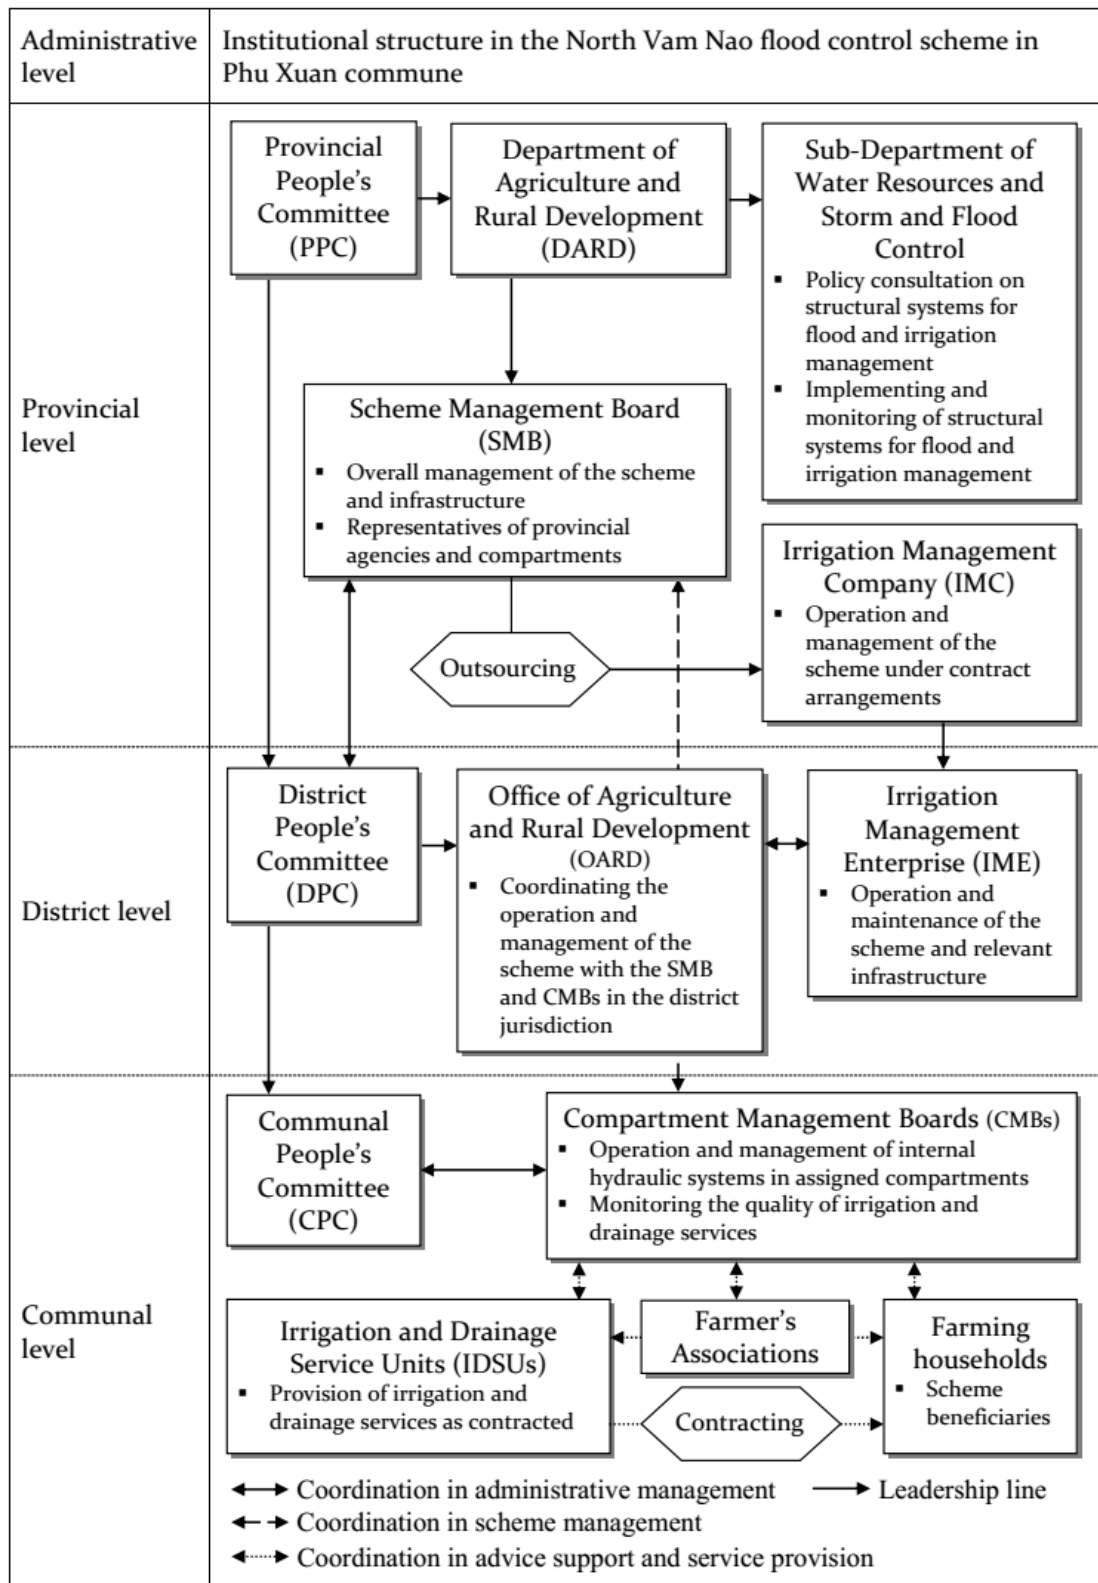 Administrative
level
Institutional structure in the North Vam Nao flood control scheme in
Phu Xuan commune
Provincial
level
Provincial
People's
Committee
(PPC)
Department of
Agriculture and
Rural Development
(DARD)
Sub-Department of
Water Resources and
Storm and Flood
Control
▪ Policy consultation on
structural systems for
flood and irrigation
management
▪ Implementing and
monitoring of structural
systems for flood and
irrigation management
Scheme Management Board
(SMB)
▪ Overall management of the scheme
and infrastructure
▪ Representatives of provincial
agencies and compartments
Irrigation Management
Company (IMC)
▪ Operation and
management of the
scheme under contract
arrangements
Outsourcing
District level
District
People's
Committee
(DPC)
Office of Agriculture
and Rural Development
(OARD)
▪ Coordinating the
operation and
management of the
scheme with the SMB
and CMBs in the district
jurisdiction
Irrigation
Management
Enterprise (IME)
▪ Operation and
maintenance of the
scheme and relevant
infrastructure
Communal
level
Communal
People's
Committee
(CPC)
Compartment Management Boards (CMBs)
▪ Operation and management of internal
hydraulic systems in assigned compartments
▪ Monitoring the quality of irrigation and
drainage services
Irrigation and Drainage
Service Units (IDSUs)
▪ Provision of irrigation and
drainage services as contracted
Farmer's
Associations
Farming
households
▪ Scheme
beneficiaries
Contracting
Coordination in administrative management
Leadership line
Coordination in scheme management
Coordination in advice support and service provision